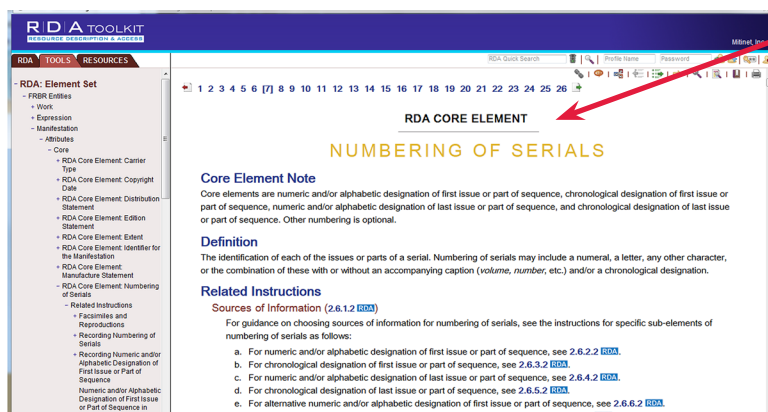 RDA TOOLKIT
RESOURCE DESCRIPTION & ACCESS
Mitinet, Inc
RDA TOOLS RESOURCES
RDA Quick Search
Profile Name
Password
- RDA: Element Set
- FRBR Entities
+ Work
+ Expression
- Manifestation
- Attributes
- Core
+ RDA Core Element: Carrier
Type
+ RDA Core Element: Copyright
Date
+ RDA Core Element: Distribution
Statement
+ RDA Core Element: Edition
Statement
+ RDA Core Element: Extent
+ RDA Core Element: Identifier for
the Manifestation
+ RDA Core Element:
Manufacture Statement
- RDA Core Element: Numbering
of Serials
- Related Instructions
+ Facsimiles and
Reproductions
+ Recording Numbering of
Serials
+ Recording Numeric and/or
Alphabetic Designation of
First Issue or Part of
Sequence
Numeric and/or Alphabetic
Designation of First Issue
or Part of Sequence in
1 2 3 4 5 6 [7] 8 9 10 11 12 13 14 15 16 17 18 19 20 21 22 23 24 25 26
RDA CORE ELEMENT
NUMBERING OF SERIALS
Core Element Note
Core elements are numeric and/or alphabetic designation of first issue or part of sequence, chronological designation of first issue or
part of sequence, numeric and/or alphabetic designation of last issue or part of sequence, and chronological designation of last issue
or part of sequence. Other numbering is optional.
Definition
The identification of each of the issues or parts of a serial. Numbering of serials may include a numeral, a letter, any other character,
or the combination of these with or without an accompanying caption (volume, number, etc.) and/or a chronological designation.
Related Instructions
Sources of Information (2.6.1.2 RDA)
For guidance on choosing sources of information for numbering of serials, see the instructions for specific sub-elements of
numbering of serials as follows:
a. For numeric and/or alphabetic designation of first issue or part of sequence, see 2.6.2.2 RDA.
b. For chronological designation of first issue or part of sequence, see 2.6.3.2 RDA.
c. For numeric and/or alphabetic designation of last issue or part of sequence, see 2.6.4.2 RDA.
d. For chronological designation of last issue or part of sequence, see 2.6.5.2 RDA.
e. For alternative numeric and/or alphabetic designation of first issue or part of sequence, see 2.6.6.2 RDA.